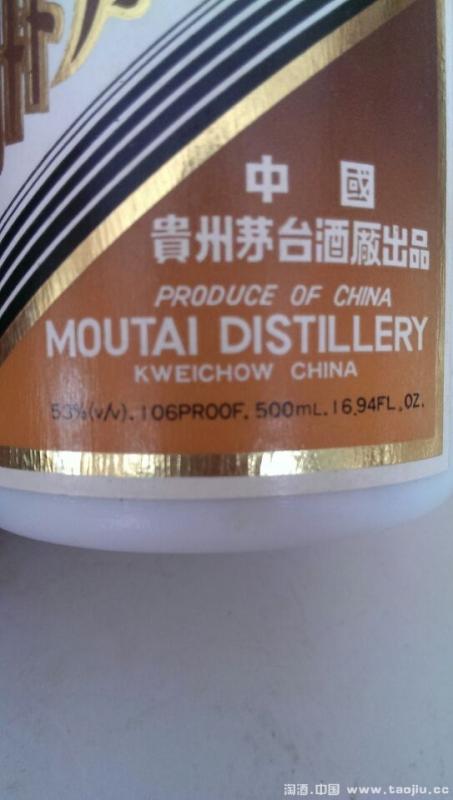 中 國
貴州茅台酒廠出品
PRODUCE OF CHINA
MOUTAI DISTILLERY
KWEICHOW CHINA
53%(v/v). 106PROOF. 500mL. 16.94FL.OZ.
淘酒.中国 www.taojiu.cc